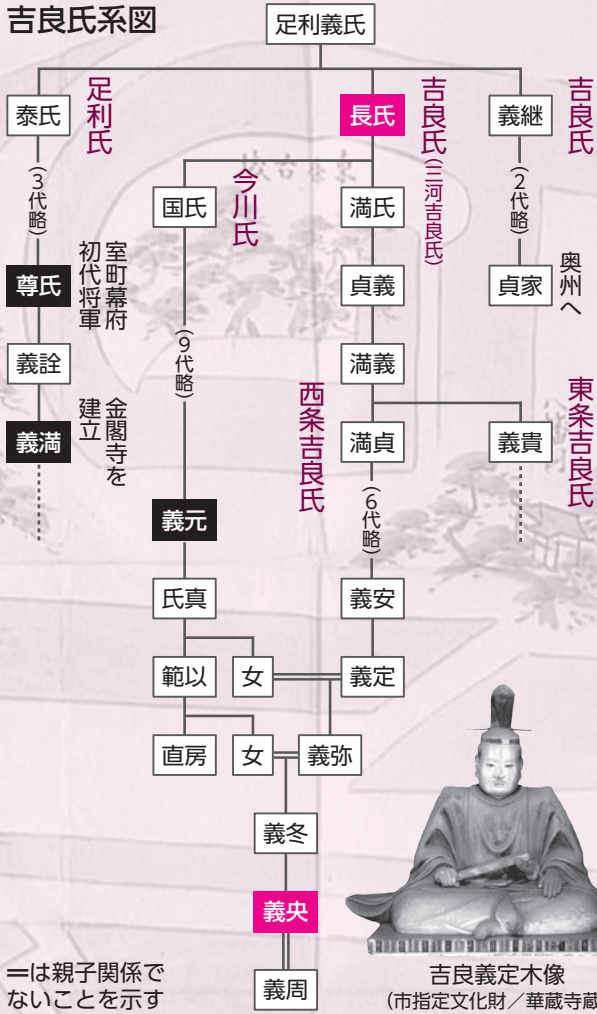 吉良氏系図
足利義氏
足利氏
泰氏
(3代略)
尊氏
室町幕府
初代将軍
義詮
義満
金閣寺を
建立
長氏
吉良氏(三河吉良氏)
今川氏
国氏
(9代略)
義元
氏真
範以
女
直房
女
満氏
貞義
満義
西条吉良氏
満貞
(6代略)
義安
義定
義弥
義冬
義央
義周
吉良氏
義継
(2代略)
貞家
奥州へ
東条吉良氏
義貴
=は親子関係で
ないことを示す
吉良義定木像
(市指定文化財/華蔵寺蔵